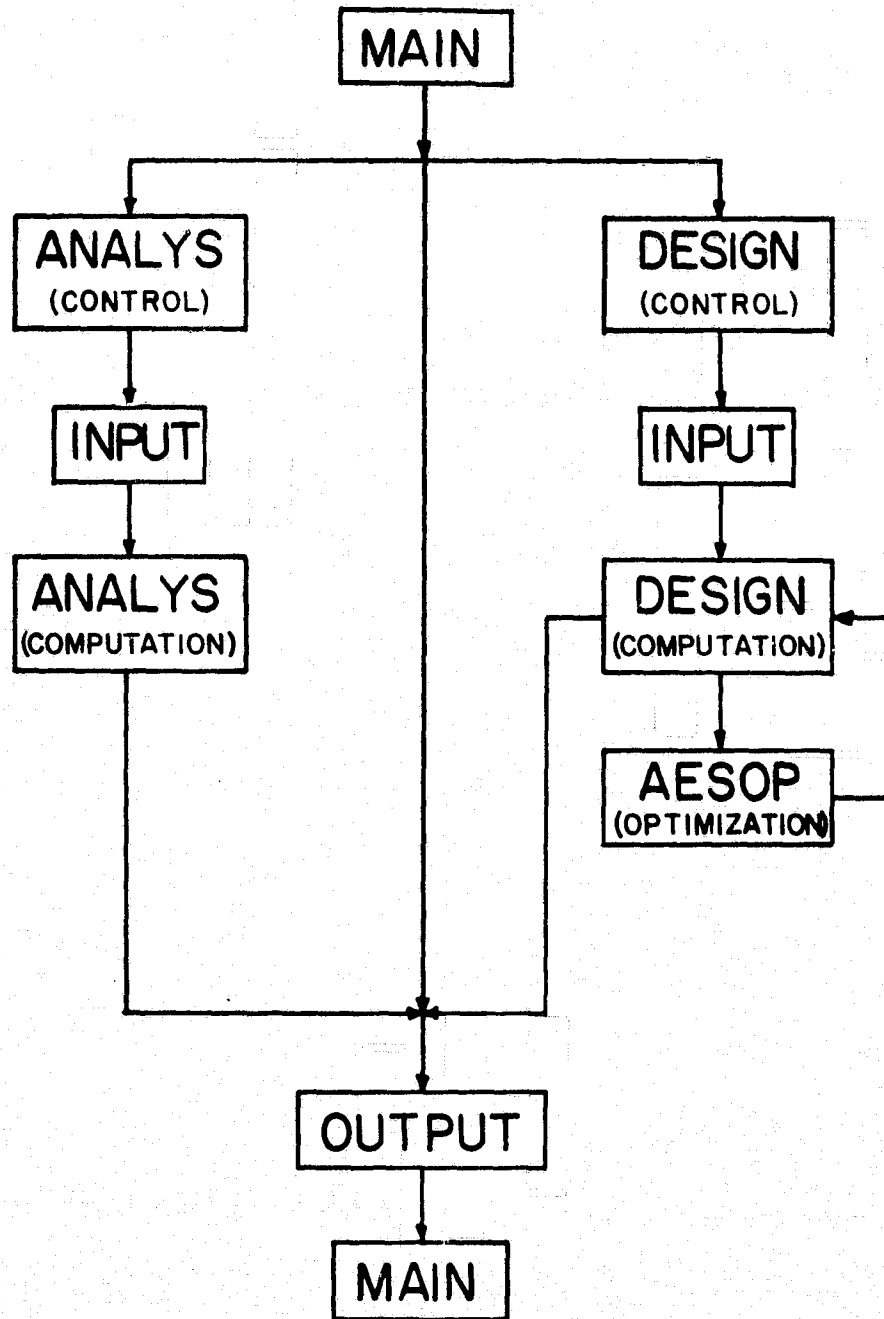 MAIN
ANALYS
(CONTROL)
DESIGN
(CONTROL)
INPUT
INPUT
ANALYS
(COMPUTATION)
DESIGN
(COMPUTATION)
AESOP
(OPTIMIZATION)
OUTPUT
MAIN